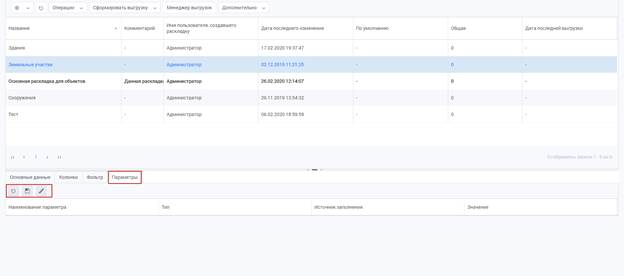 Операции Сформировать выгрузку Менеджер выгрузок Дополнительно
Название Комментарий Имя пользователя, создавшего раскладку Дата последнего изменения По умолчанию Общая Дата последней выгрузки
Здания - Администратор 17.02.2020 19:37:47 - 0 -
Земельные участки - Администратор 02.12.2019 11:21:25 - 0 -
Основная раскладка для объектов Данная расклад Администратор 26.02.2020 12:14:07 - 0 -
Сооружения - Администратор 29.11.2019 13:54:32 - 0 -
Тест - Администратор 06.02.2020 18:59:59 - 0 -
1
Отображены записи 1 - 5 из 5
Основные данные Колонки Фильтр Параметры
Наименование параметра Тип Источник заполнения Значение